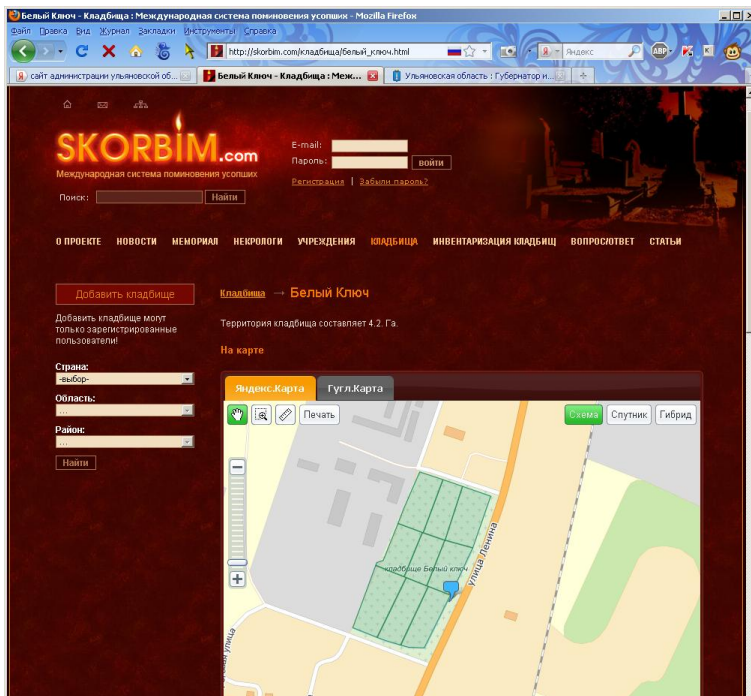 Белый Ключ - Кладбища : Международная система поминовения усопших - Mozilla Firefox
Файл Правка Вид Журнал Закладки Инструменты Справка
http://skorbim.com/кладбища/белый_ключ.html
Яндекс
ABP
сайт администрации ульяновской об...
Белый Ключ - Кладбища : Меж...
Ульяновская область : Губернатор и...
SKORBIM.com
Международная система поминовения усопших
E-mail:
Пароль:
войти
Регистрация | Забыли пароль?
Поиск:
Найти
О ПРОЕКТЕ НОВОСТИ МЕМОРИАЛ НЕКРОЛОГИ УЧРЕЖДЕНИЯ КЛАДБИЩА ИНВЕНТАРИЗАЦИЯ КЛАДБИЩ ВОПРОС/ОТВЕТ СТАТЬИ
Добавить кладбище
Добавить кладбище могут
только зарегистрированные
пользователи!
Страна:
-выбор-
Область:
...
Район:
...
Найти
Кладбища → Белый Ключ
Территория кладбища составляет 4.2. Га.
На карте
Яндекс.Карта Гугл.Карта
Печать
Схема Спутник Гибрид
кладбище Белый ключ
улица Ленина
улица